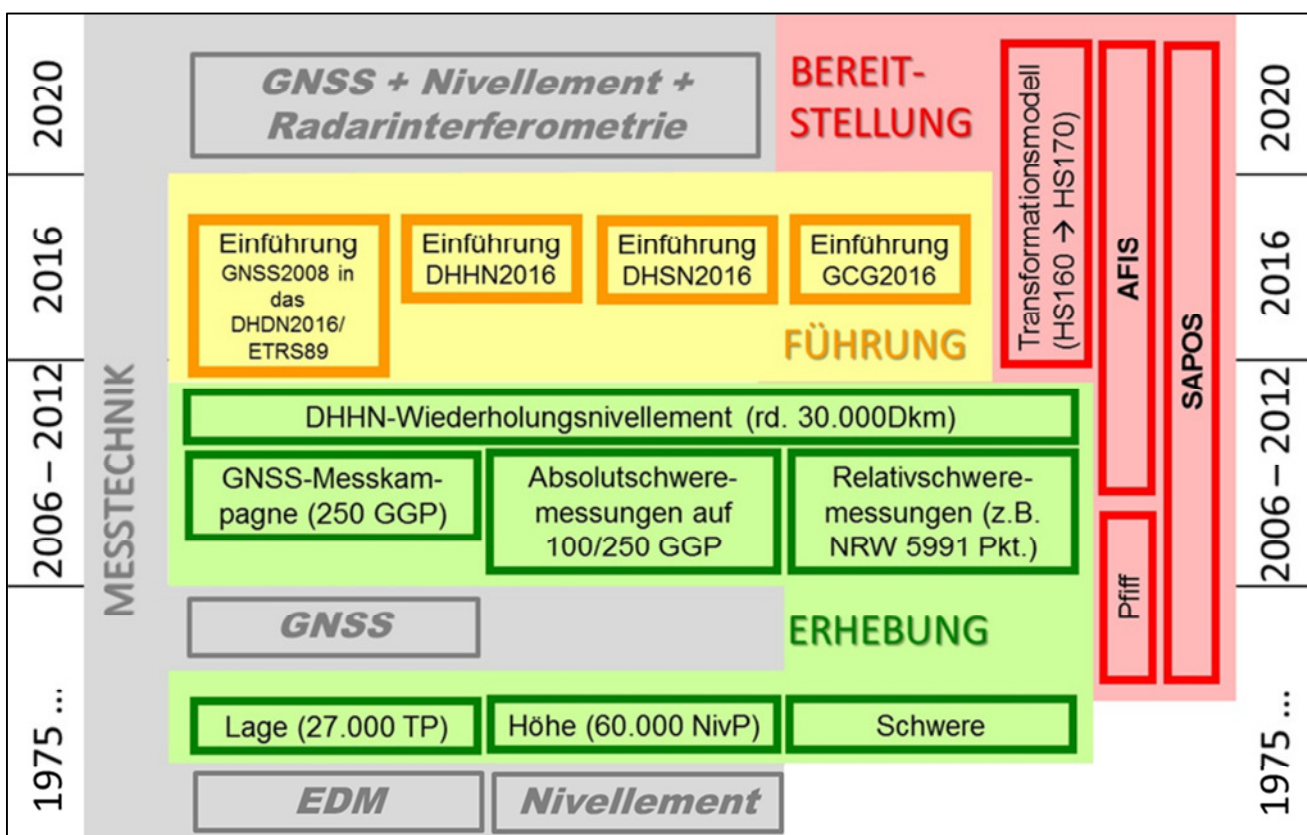 2020
2016
2006 – 2012
1975 ...
MESSTECHNIK
GNSS + Nivellement +
Radarinterferometrie
BEREIT-
STELLUNG
Einführung
GNSS2008 in
das
DHDN2016/
ETRS89
Einführung
DHHN2016
Einführung
DHSN2016
Einführung
GCG2016
FÜHRUNG
Transformationsmodell
(HS160 → HS170)
AFIS
SAPOS
Pfiff
DHHN-Wiederholungsnivellement (rd. 30.000Dkm)
GNSS-Messkam-
pagne (250 GGP)
Absolutschwere-
messungen auf
100/250 GGP
Relativschwere-
messungen (z.B.
NRW 5991 Pkt.)
GNSS
ERHEBUNG
Lage (27.000 TP)
Höhe (60.000 NivP)
Schwere
EDM
Nivellement
2020
2016
2006 – 2012
1975 ...